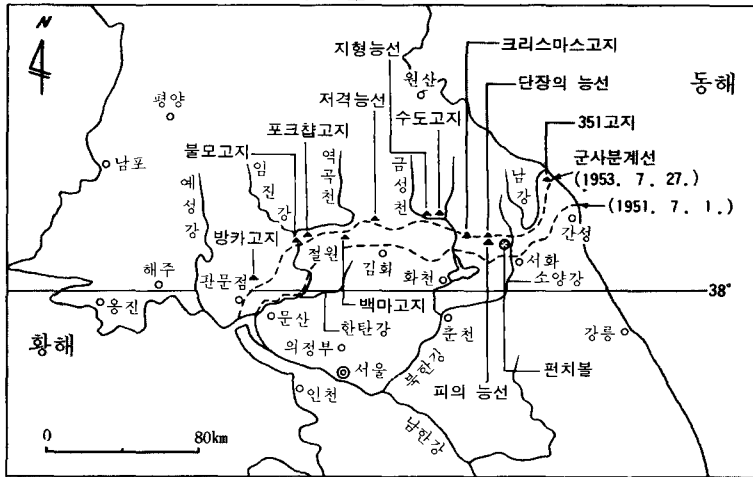 N
지형능선
크리스마스고지
원산
단장의 능선
동해
평양
저격능선
수도고지
351고지
포크찹고지
불모고지
임진강
역곡천
금성천
남강
군사분계선
(1953. 7. 27.)
(1951. 7. 1.)
남포
예성강
방카고지
철원
김화
화천
서화
간성
소양강
해주
판문점
옹진
38°
백마고지
문산
한탄강
춘천
강릉
황해
의정부
서울
북한강
펀치볼
피의 능선
인천
남한강
0
80km